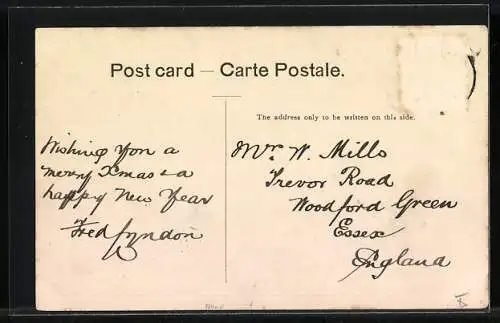 Post card — Carte Postale.
The address only to be written on this side.
Wishing you a
merry Xmas & a
happy New Year
Fred Lyndon
Mr. W. Mills
Trevor Road
Woodford Green
Essex
England